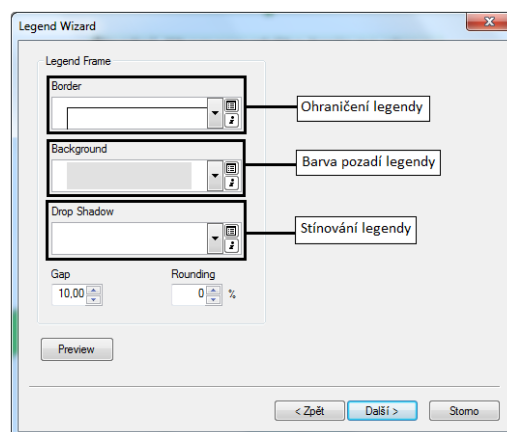 Legend Wizard
Legend Frame
Border
Ohraničení legendy
Background
Barva pozadí legendy
Drop Shadow
Stínování legendy
Gap Rounding
10,00 0 %
Preview
< Zpět Další > Storno